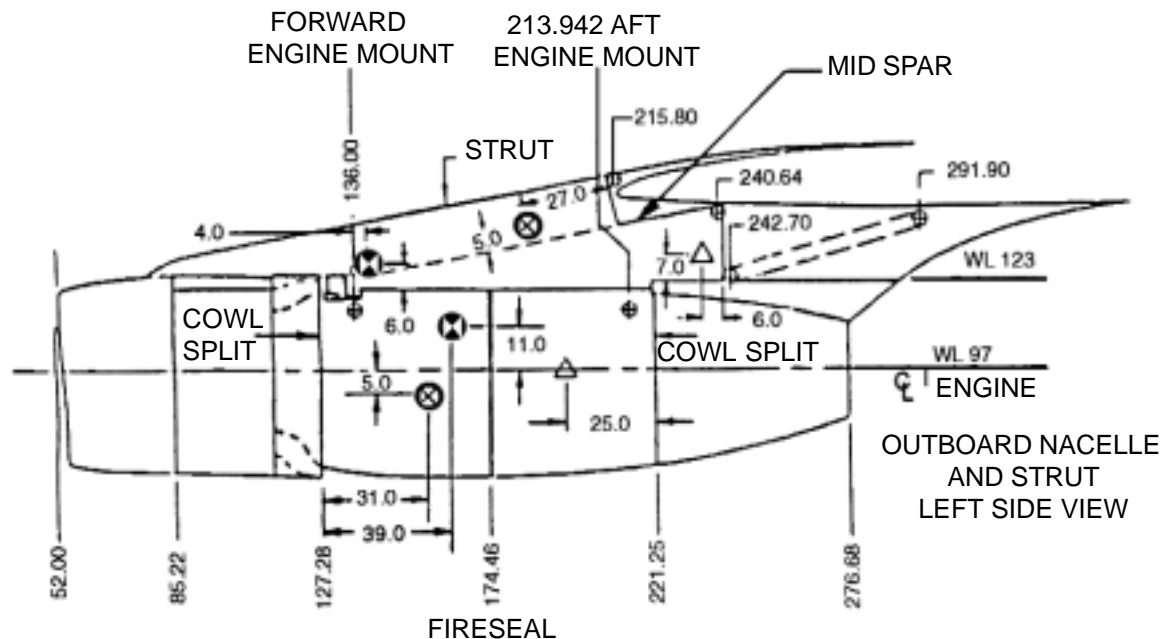 FORWARD
ENGINE MOUNT
213.942 AFT
ENGINE MOUNT
MID SPAR
136.00
STRUT
215.80
27.0
240.64
291.90
4.0
5.0
242.70
7.0
WL 123
6.0
6.0
COWL
SPLIT
11.0
COWL SPLIT
WL 97
5.0
℄ ENGINE
25.0
OUTBOARD NACELLE
AND STRUT
LEFT SIDE VIEW
31.0
39.0
52.00
85.22
127.28
174.46
221.25
276.68
FIRESEAL